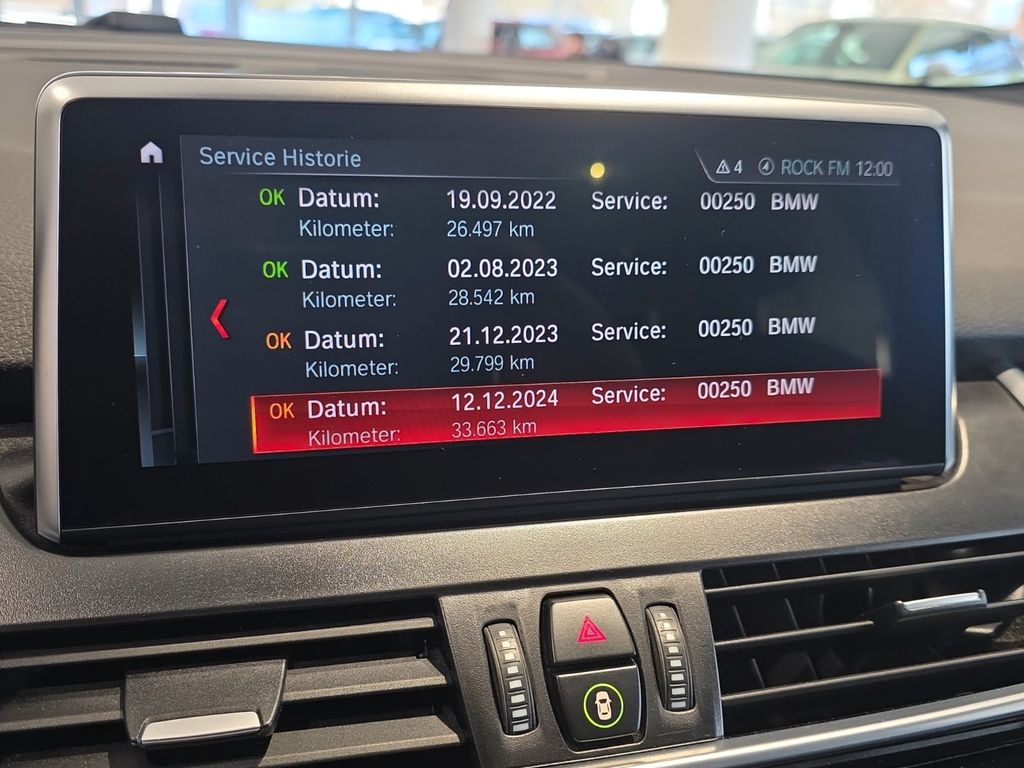 Service Historie
4 ROCK FM 12:00
OK Datum: 19.09.2022 Service: 00250 BMW
Kilometer: 26.497 km
OK Datum: 02.08.2023 Service: 00250 BMW
Kilometer: 28.542 km
OK Datum: 21.12.2023 Service: 00250 BMW
Kilometer: 29.799 km
OK Datum: 12.12.2024 Service: 00250 BMW
Kilometer: 33.663 km